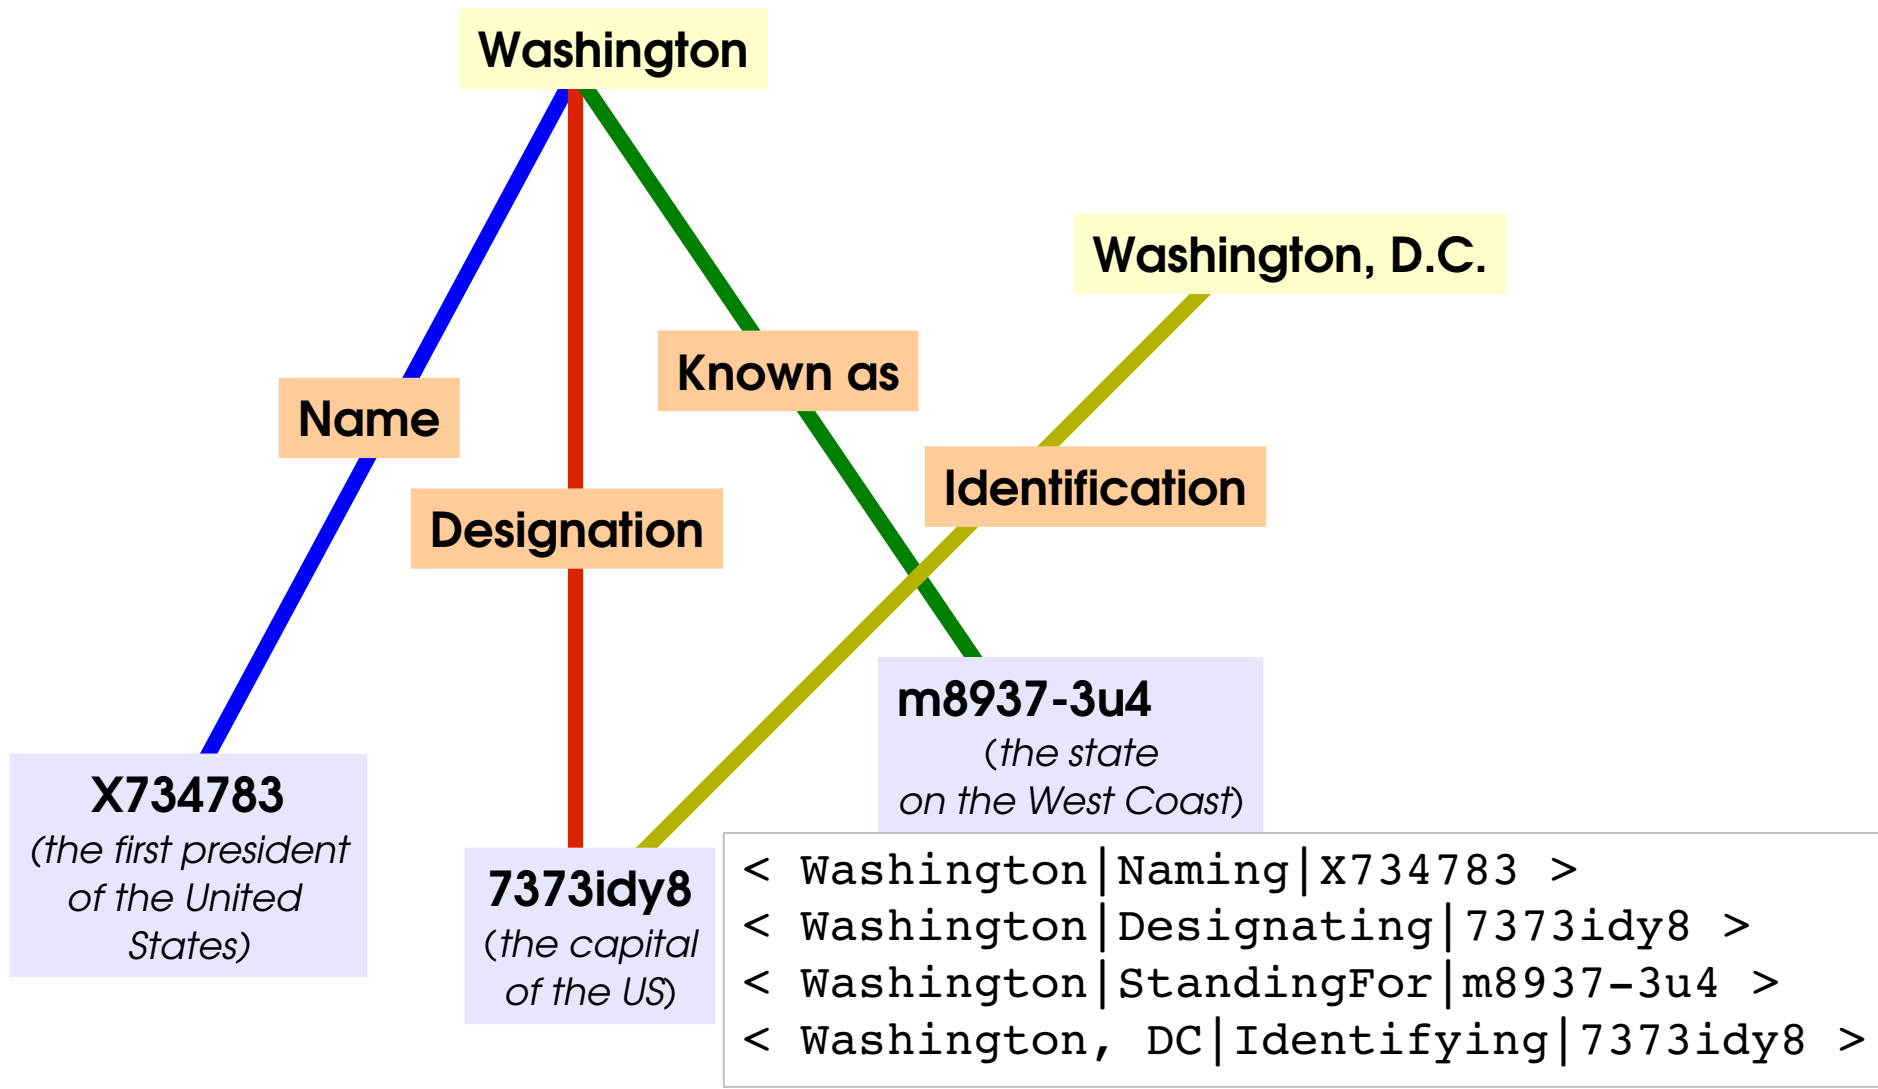 Washington
Washington, D.C.
Known as
Name
Identification
Designation
m8937-3u4
(the state
on the West Coast)
X734783
(the first president
of the United
States)
7373idy8
(the capital
of the US)
< Washington|Naming|X734783 >
< Washington|Designating|7373idy8 >
< Washington|StandingFor|m8937-3u4 >
< Washington, DC|Identifying|7373idy8 >